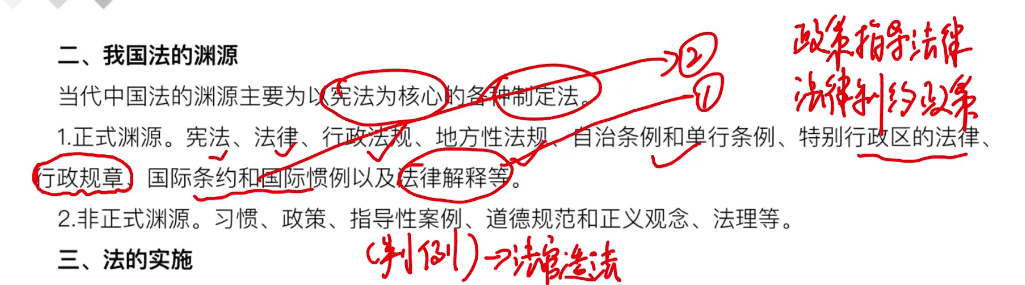 二、我国法的渊源
② 政策指导法律
当代中国法的渊源主要为以宪法为核心的各种制定法。 ① 法律制约政策
1.正式渊源。宪法、法律、行政法规、地方性法规、自治条例和单行条例、特别行政区的法律、
行政规章、国际条约和国际惯例以及法律解释等。
2.非正式渊源。习惯、政策、指导性案例、道德规范和正义观念、法理等。
三、法的实施
(判例)→法官造法